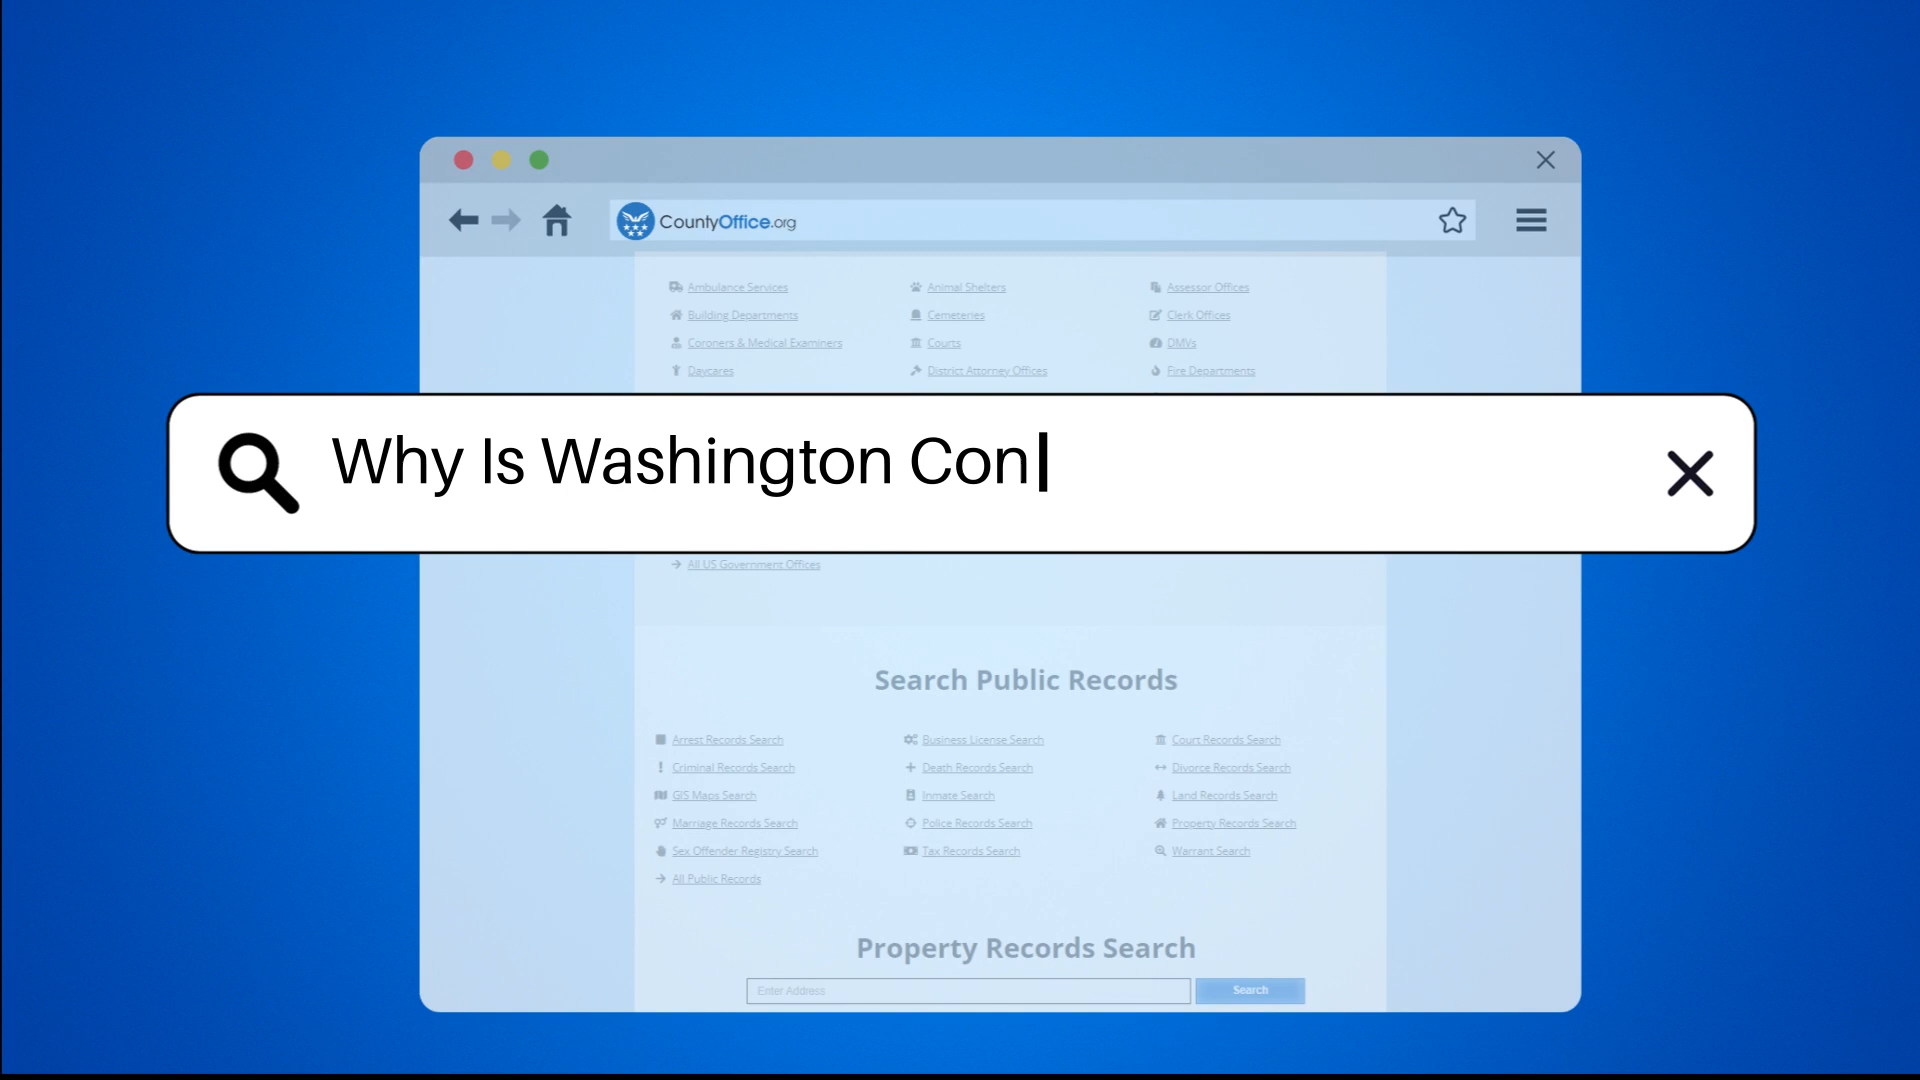 CountyOffice.org
Ambulance Services Animal Shelters Assessor Offices
Building Departments Cemeteries Clerk Offices
Coroners & Medical Examiners Courts DMVs
Daycares District Attorney Offices Fire Departments
Why Is Washington Con
All US Government Offices
Search Public Records
Arrest Records Search Business License Search Court Records Search
Criminal Records Search Death Records Search Divorce Records Search
GIS Maps Search Inmate Search Land Records Search
Marriage Records Search Police Records Search Property Records Search
Sex Offender Registry Search Tax Records Search Warrant Search
All Public Records
Property Records Search
Enter Address Search